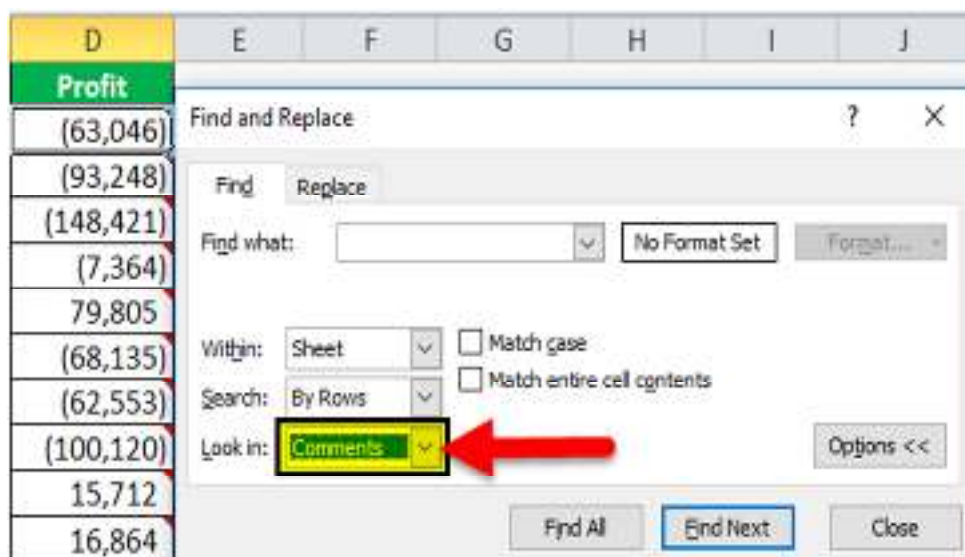 D E F G H I J
Profit
(63,046)
(93,248)
(148,421)
(7,364)
79,805
(68,135)
(62,553)
(100,120)
15,712
16,864
Find and Replace ? X
Find Replace
Find what: No Format Set Format...
Within: Sheet Match case
Match entire cell contents
Search: By Rows
Look in: Comments Options <<
Find All Find Next Close